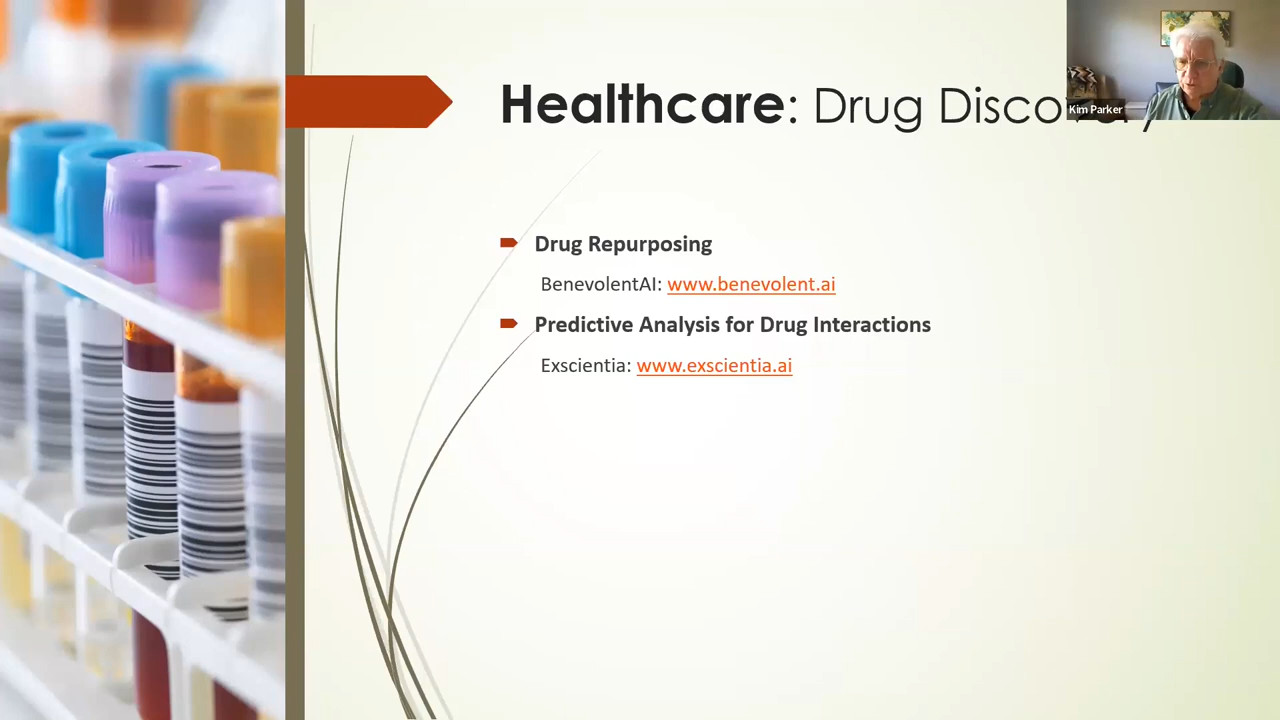 Healthcare: Drug Discovery
Kim Parker
Drug Repurposing
BenevolentAI: www.benevolent.ai
Predictive Analysis for Drug Interactions
Exscientia: www.exscientia.ai